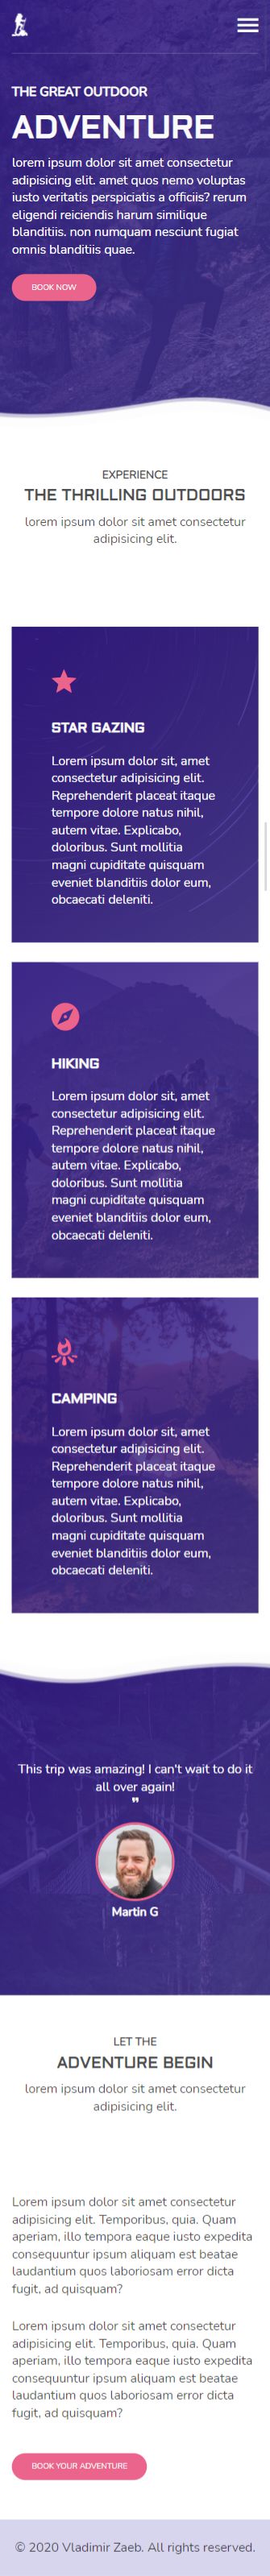 THE GREAT OUTDOOR
ADVENTURE
lorem ipsum dolor sit amet consectetur
adipisicing elit. amet quos nemo voluptas
iusto veritatis perspiciatis a officiis? rerum
eligendi reiciendis harum similique
blanditiis. non numquam nesciunt fugiat
omnis blanditiis quae.
BOOK NOW
EXPERIENCE
THE THRILLING OUTDOORS
lorem ipsum dolor sit amet consectetur
adipisicing elit.
STAR GAZING
Lorem ipsum dolor sit, amet
consectetur adipisicing elit.
Reprehenderit placeat itaque
tempore dolore natus nihil,
autem vitae. Explicabo,
doloribus. Sunt mollitia
magni cupiditate quisquam
eveniet blanditiis dolor eum,
obcaecati deleniti.
HIKING
Lorem ipsum dolor sit, amet
consectetur adipisicing elit.
Reprehenderit placeat itaque
tempore dolore natus nihil,
autem vitae. Explicabo,
doloribus. Sunt mollitia
magni cupiditate quisquam
eveniet blanditiis dolor eum,
obcaecati deleniti.
CAMPING
Lorem ipsum dolor sit, amet
consectetur adipisicing elit.
Reprehenderit placeat itaque
tempore dolore natus nihil,
autem vitae. Explicabo,
doloribus. Sunt mollitia
magni cupiditate quisquam
eveniet blanditiis dolor eum,
obcaecati deleniti.
This trip was amazing! I can't wait to do it
all over again!
"
Martin G
LET THE
ADVENTURE BEGIN
lorem ipsum dolor sit amet consectetur
adipisicing elit.
Lorem ipsum dolor sit amet consectetur
adipisicing elit. Temporibus, quia. Quam
aperiam, illo tempora eaque iusto expedita
consequuntur ipsum aliquam est beatae
laudantium quos laboriosam error dicta
fugit, ad quisquam?
Lorem ipsum dolor sit amet consectetur
adipisicing elit. Temporibus, quia. Quam
aperiam, illo tempora eaque iusto expedita
consequuntur ipsum aliquam est beatae
laudantium quos laboriosam error dicta
fugit, ad quisquam?
BOOK YOUR ADVENTURE
© 2020 Vladimir Zaeb. All rights reserved.